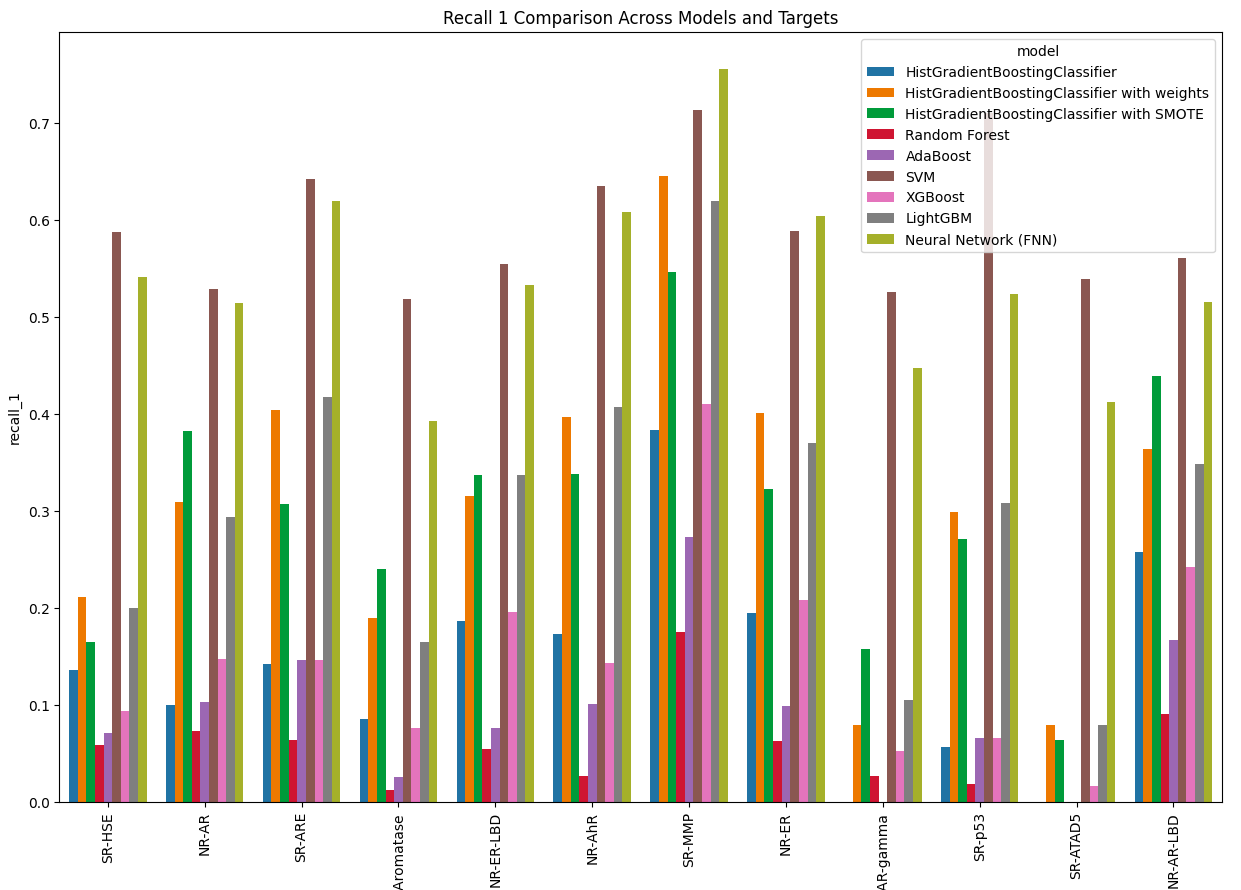 Recall 1 Comparison Across Models and Targets
model
HistGradientBoostingClassifier
HistGradientBoostingClassifier with weights
HistGradientBoostingClassifier with SMOTE
Random Forest
AdaBoost
SVM
XGBoost
LightGBM
Neural Network (FNN)
recall_1
0.7
0.6
0.5
0.4
0.3
0.2
0.1
0.0
SR-HSE
NR-AR
SR-ARE
Aromatase
NR-ER-LBD
NR-AhR
SR-MMP
NR-ER
AR-gamma
SR-p53
SR-ATAD5
NR-AR-LBD